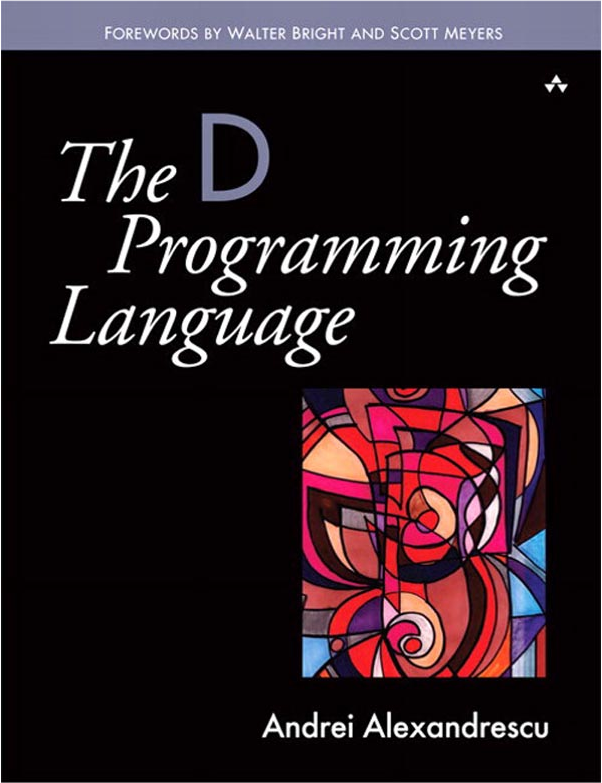 FOREWORDS BY WALTER BRIGHT AND SCOTT MEYERS
The D
Programming
Language
Andrei Alexandrescu